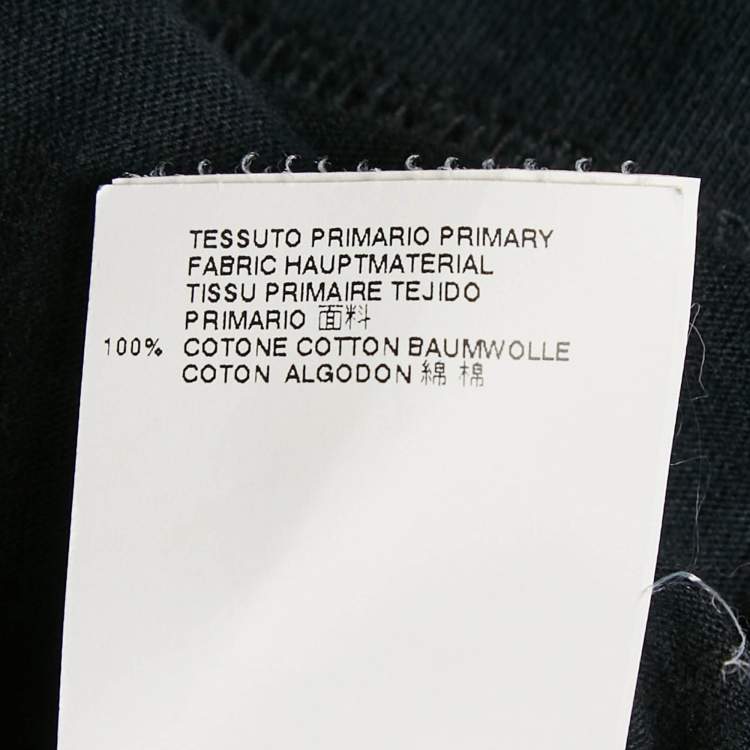 TESSUTO PRIMARIO PRIMARY
FABRIC HAUPTMATERIAL
TISSU PRIMAIRE TEJIDO
PRIMARIO 面料
100% COTONE COTTON BAUMWOLLE
COTON ALGODON 綿 棉